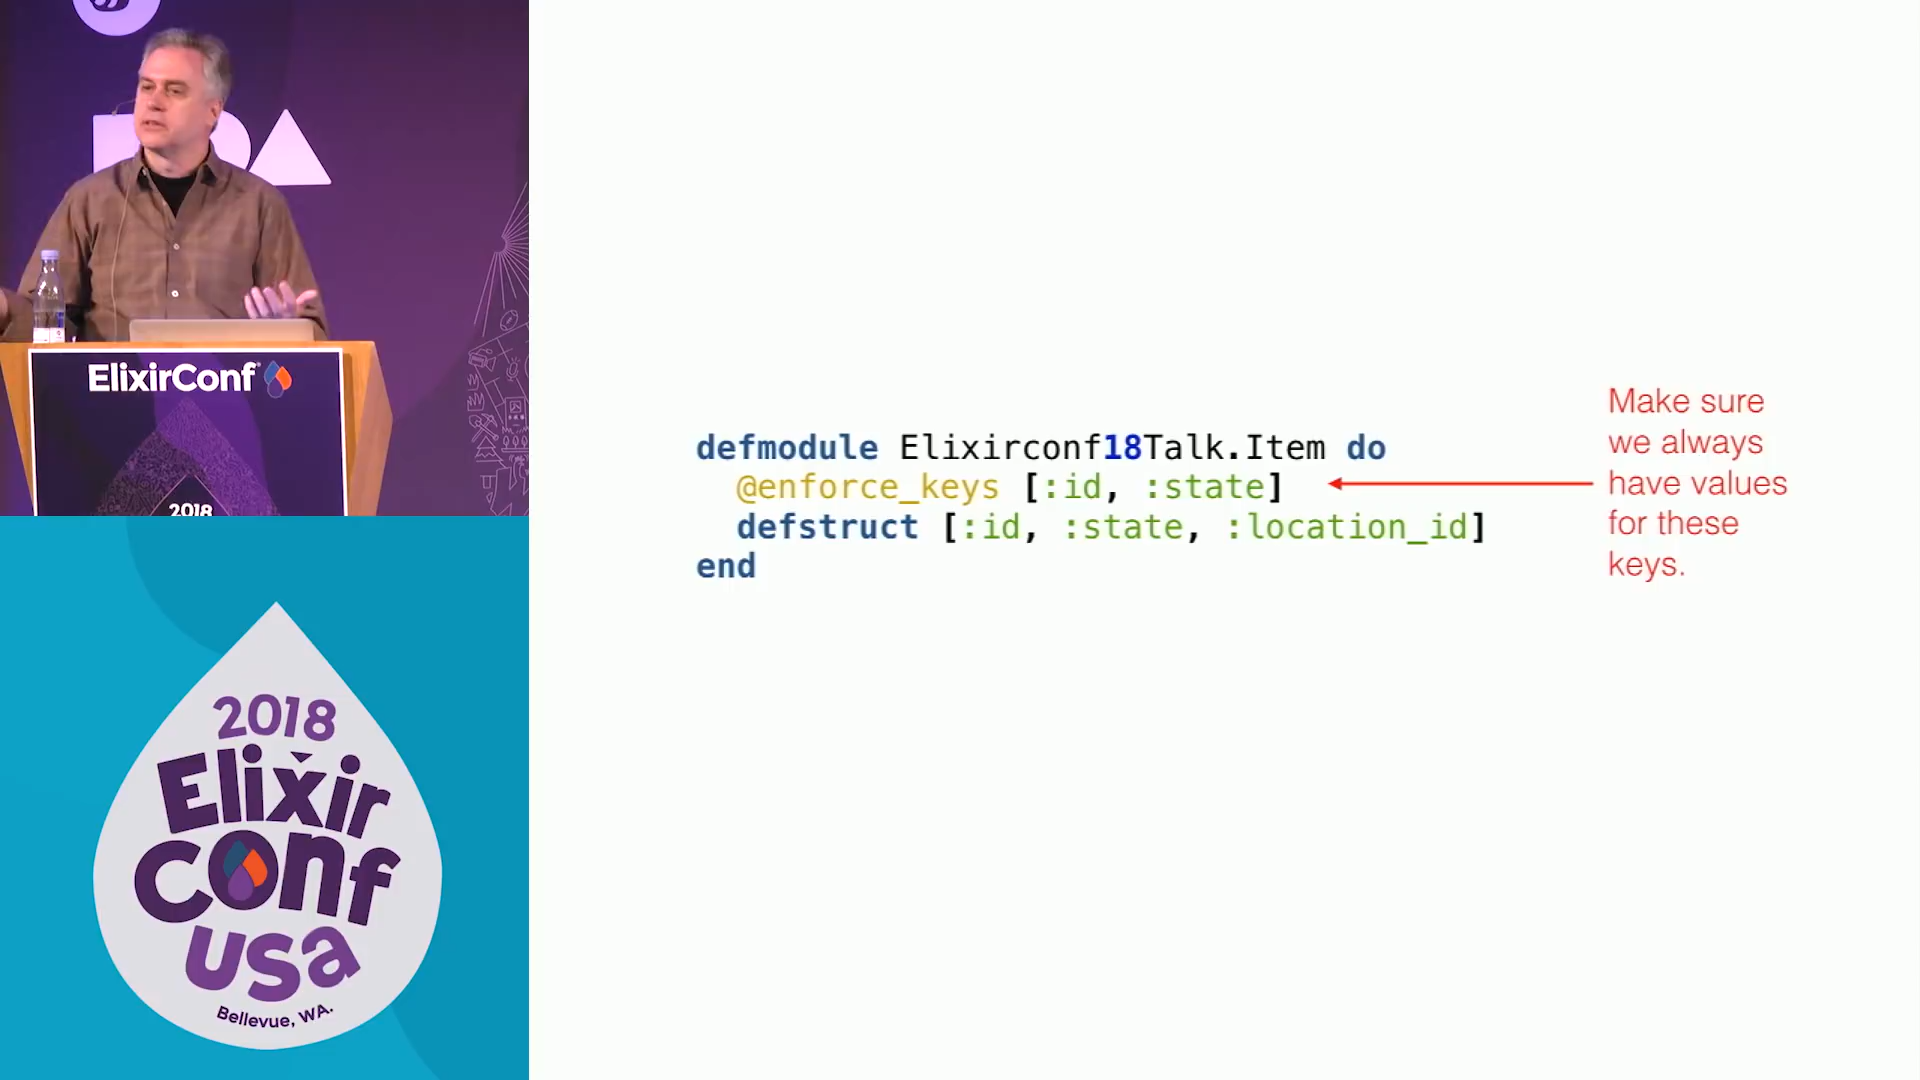 ElixirConf
2018
2018
Elixir
Conf
USA
Bellevue, WA.
defmodule Elixirconf18Talk.Item do
@enforce_keys [:id, :state]
defstruct [:id, :state, :location_id]
end
Make sure
we always
have values
for these
keys.